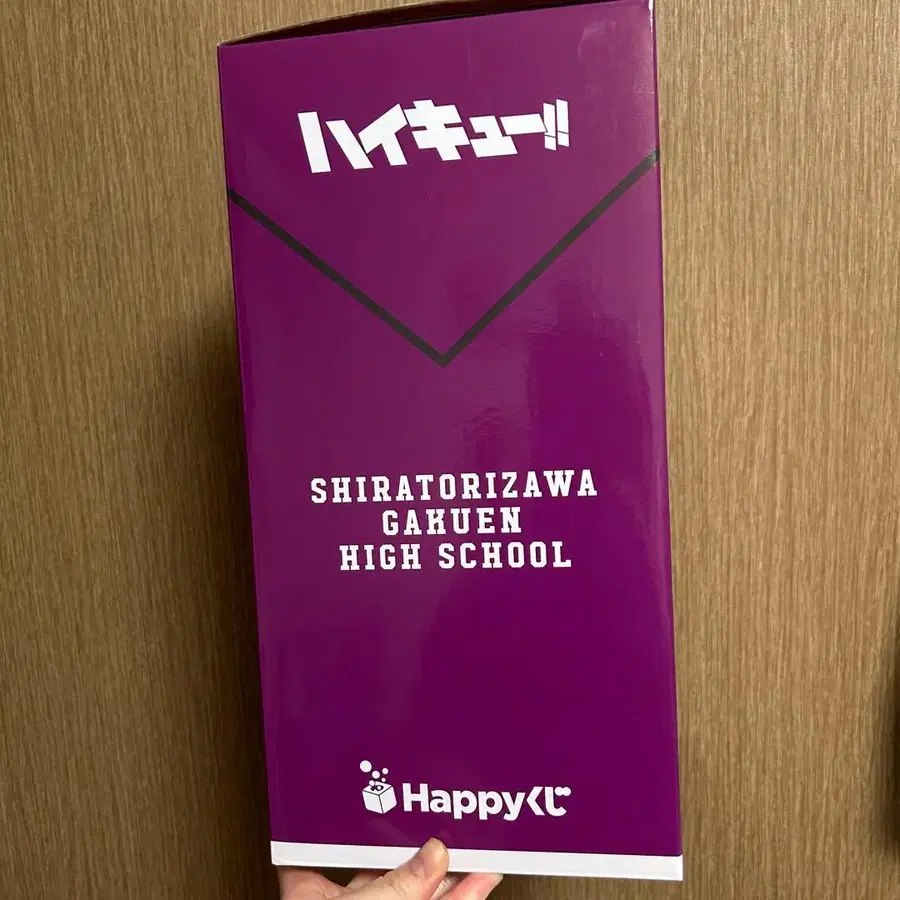 ハイキュー!!
SHIRATORIZAWA
GAKUEN
HIGH SCHOOL
Happyくじ